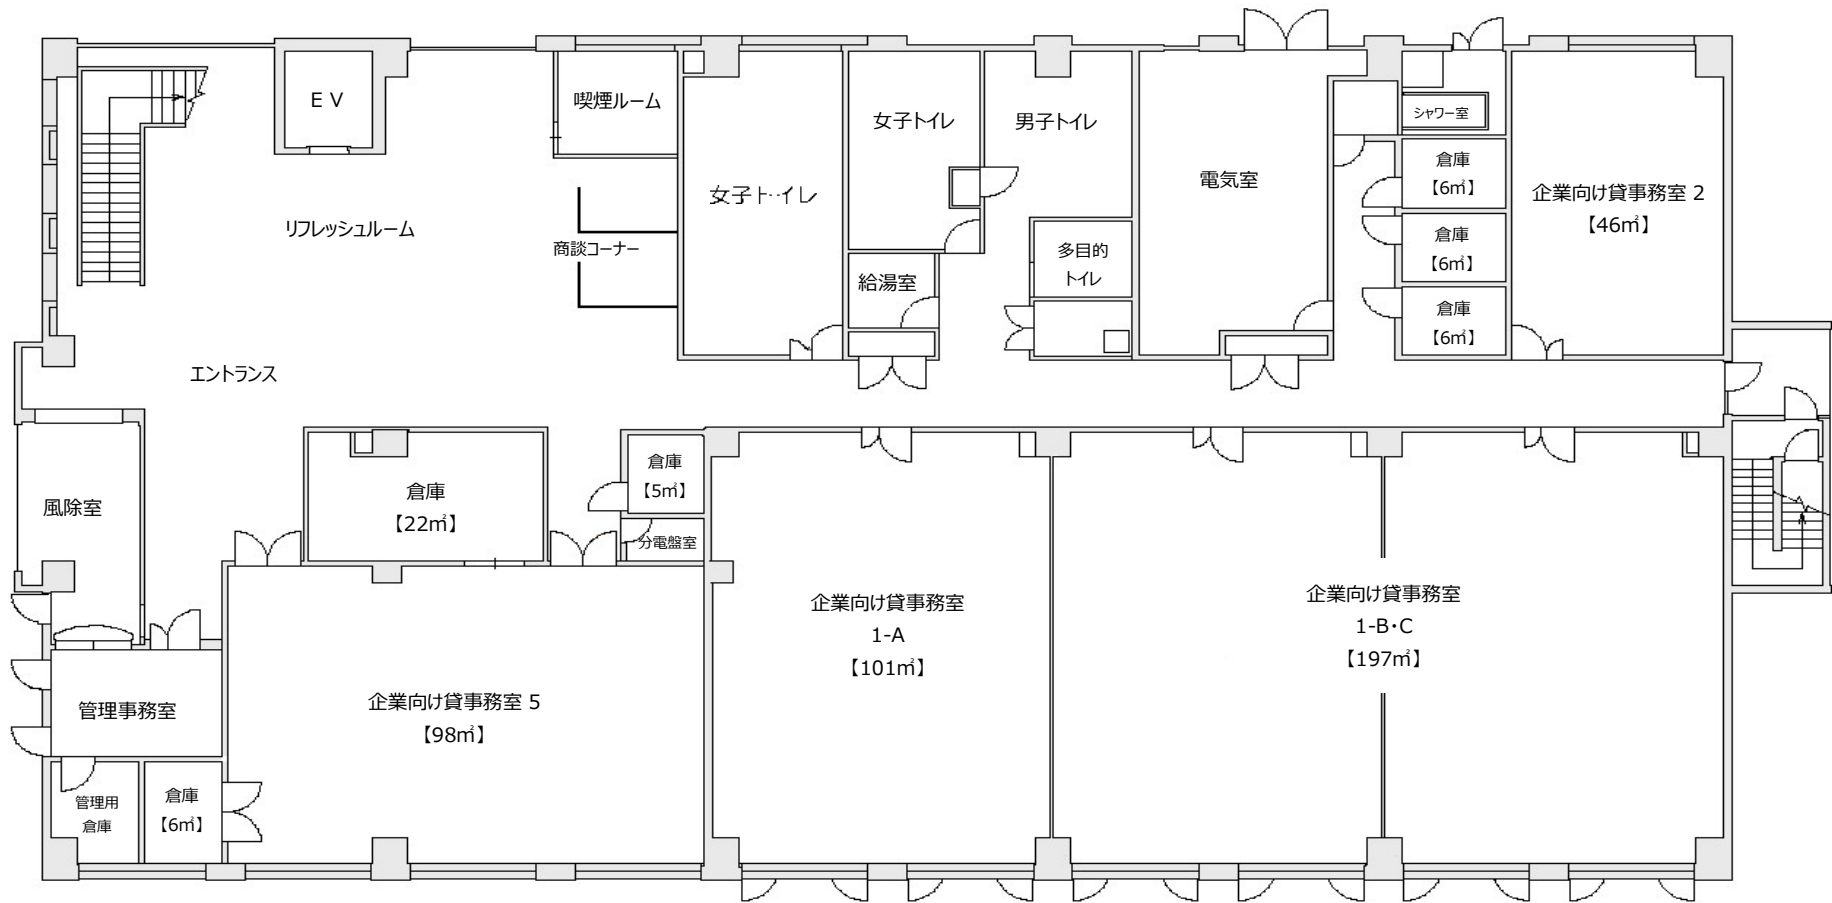 ＥＶ
喫煙ルーム
女子トイレ
男子トイレ
シャワー室
倉庫
【6㎡】
電気室
女子トイレ
企業向け貸事務室 2
【46㎡】
リフレッシュルーム
商談コーナー
倉庫
【6㎡】
多目的
トイレ
給湯室
倉庫
【6㎡】
エントランス
倉庫
【5㎡】
倉庫
【22㎡】
風除室
分電盤室
企業向け貸事務室
1-A
【101㎡】
企業向け貸事務室
1-B・C
【197㎡】
企業向け貸事務室 5
【98㎡】
管理事務室
管理用
倉庫
倉庫
【6㎡】